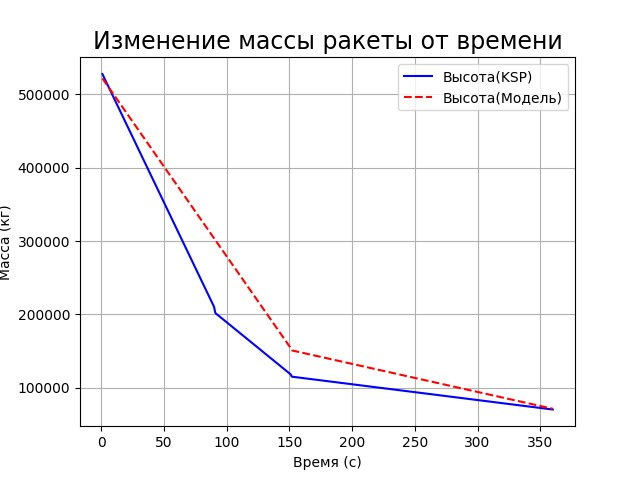 Изменение массы ракеты от времени
Высота(KSP)
Высота(Модель)
Масса (кг)
500000
400000
300000
200000
100000
0 50 100 150 200 250 300 350
Время (с)